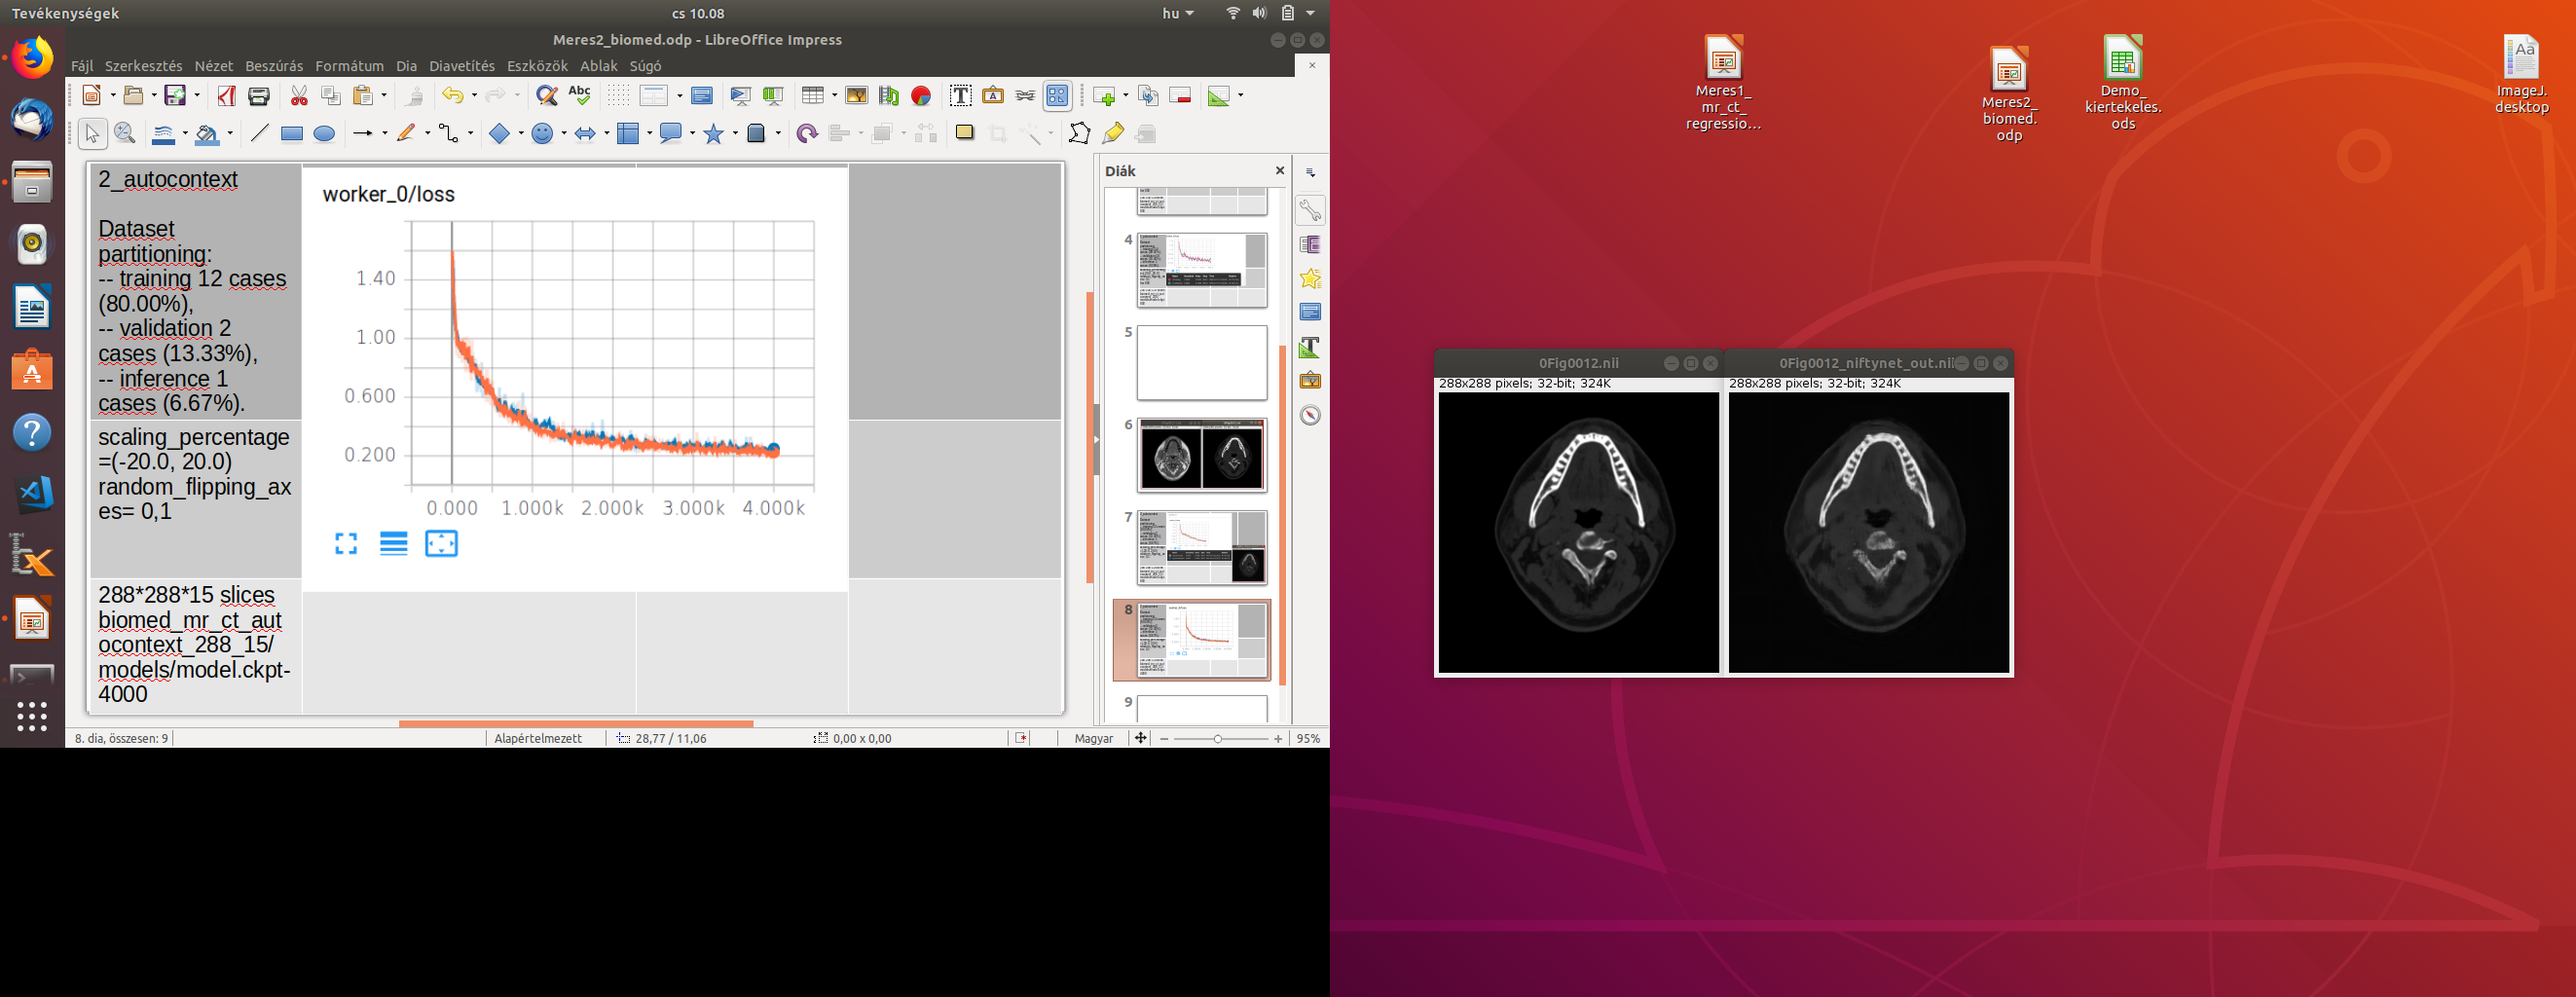 Tevékenységek
cs 10.08
hu
Meres2_biomed.odp - LibreOffice Impress
Fájl Szerkesztés Nézet Beszúrás Formátum Dia Diavetítés Eszközök Ablak Súgó
2_autocontext
Dataset
partitioning:
-- training 12 cases
(80.00%),
-- validation 2
cases (13.33%),
-- inference 1
cases (6.67%).
scaling_percentage
=(-20.0, 20.0)
random_flipping_ax
es= 0,1
288*288*15 slices
biomed_mr_ct_aut
ocontext_288_15/
models/model.ckpt-
4000
worker_0/loss
1.40
1.00
0.600
0.200
0.000 1.000k 2.000k 3.000k 4.000k
Diák
4
5
6
7
8
9
8. dia, összesen: 9
Alapértelmezett
28,77 / 11,06
0,00 x 0,00
Magyar
95%
Meres1_
mr_ct_
regressio...
Meres2_
biomed.
odp
Demo_
kiertekeles.
ods
ImageJ.
desktop
0Fig0012.nii
288x288 pixels; 32-bit; 324K
0Fig0012_niftynet_out.nii
288x288 pixels; 32-bit; 324K